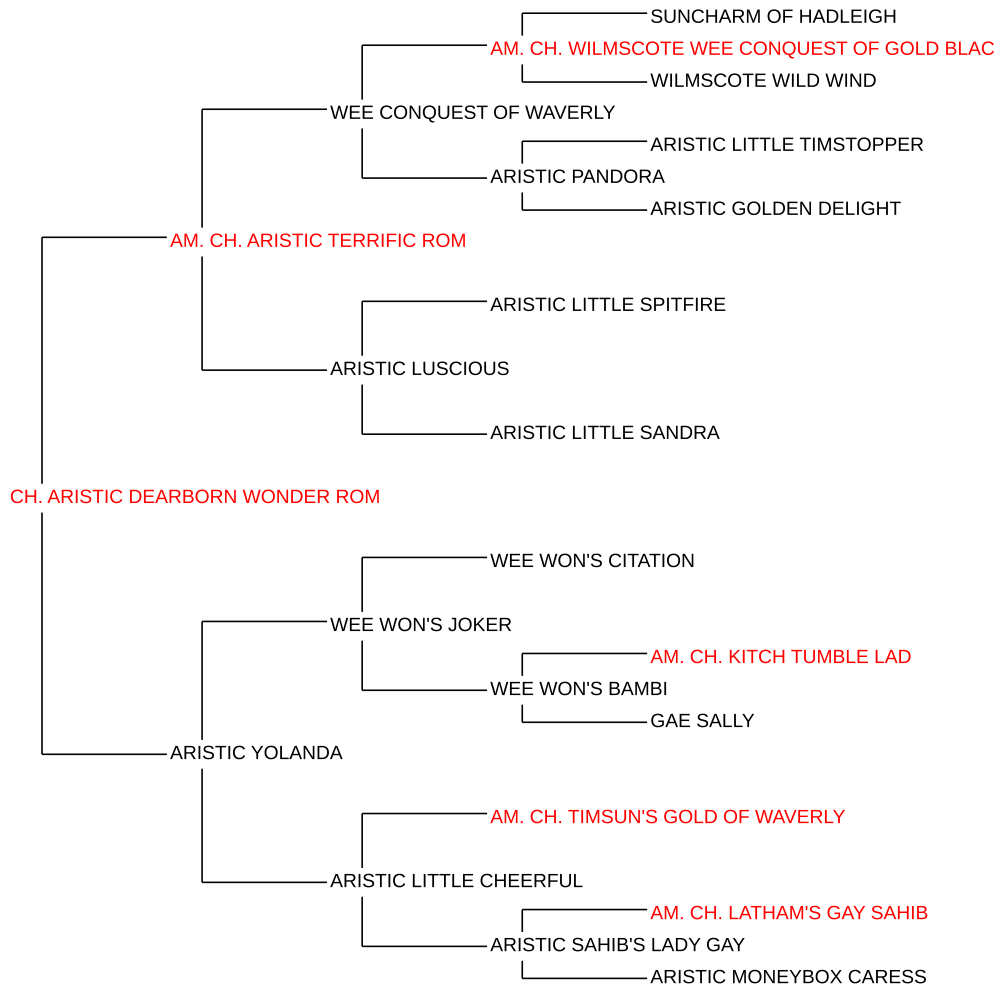 SUNCHARM OF HADLEIGH
AM. CH. WILMSCOTE WEE CONQUEST OF GOLD BLAC
WILMSCOTE WILD WIND
WEE CONQUEST OF WAVERLY
ARISTIC LITTLE TIMSTOPPER
ARISTIC PANDORA
ARISTIC GOLDEN DELIGHT
AM. CH. ARISTIC TERRIFIC ROM
ARISTIC LITTLE SPITFIRE
ARISTIC LUSCIOUS
ARISTIC LITTLE SANDRA
CH. ARISTIC DEARBORN WONDER ROM
WEE WON'S CITATION
WEE WON'S JOKER
AM. CH. KITCH TUMBLE LAD
WEE WON'S BAMBI
GAE SALLY
ARISTIC YOLANDA
AM. CH. TIMSUN'S GOLD OF WAVERLY
ARISTIC LITTLE CHEERFUL
AM. CH. LATHAM'S GAY SAHIB
ARISTIC SAHIB'S LADY GAY
ARISTIC MONEYBOX CARESS